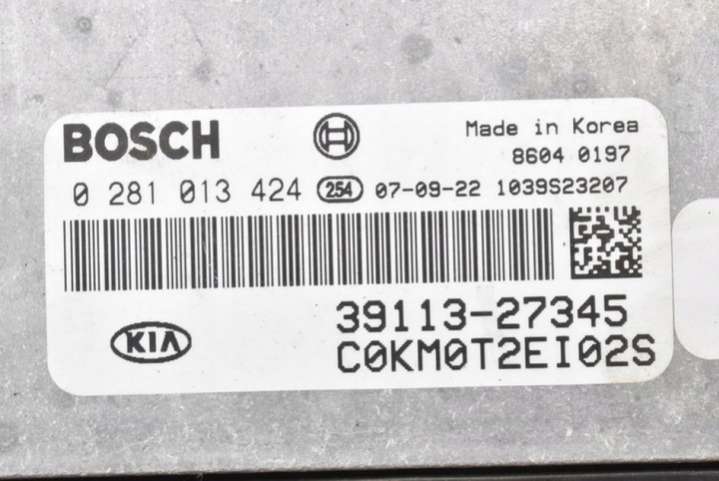 BOSCH
Made in Korea
8604 0197
0 281 013 424 254 07-09-22 1039S23207
39113-27345
KIA
C0KM0T2EI02S